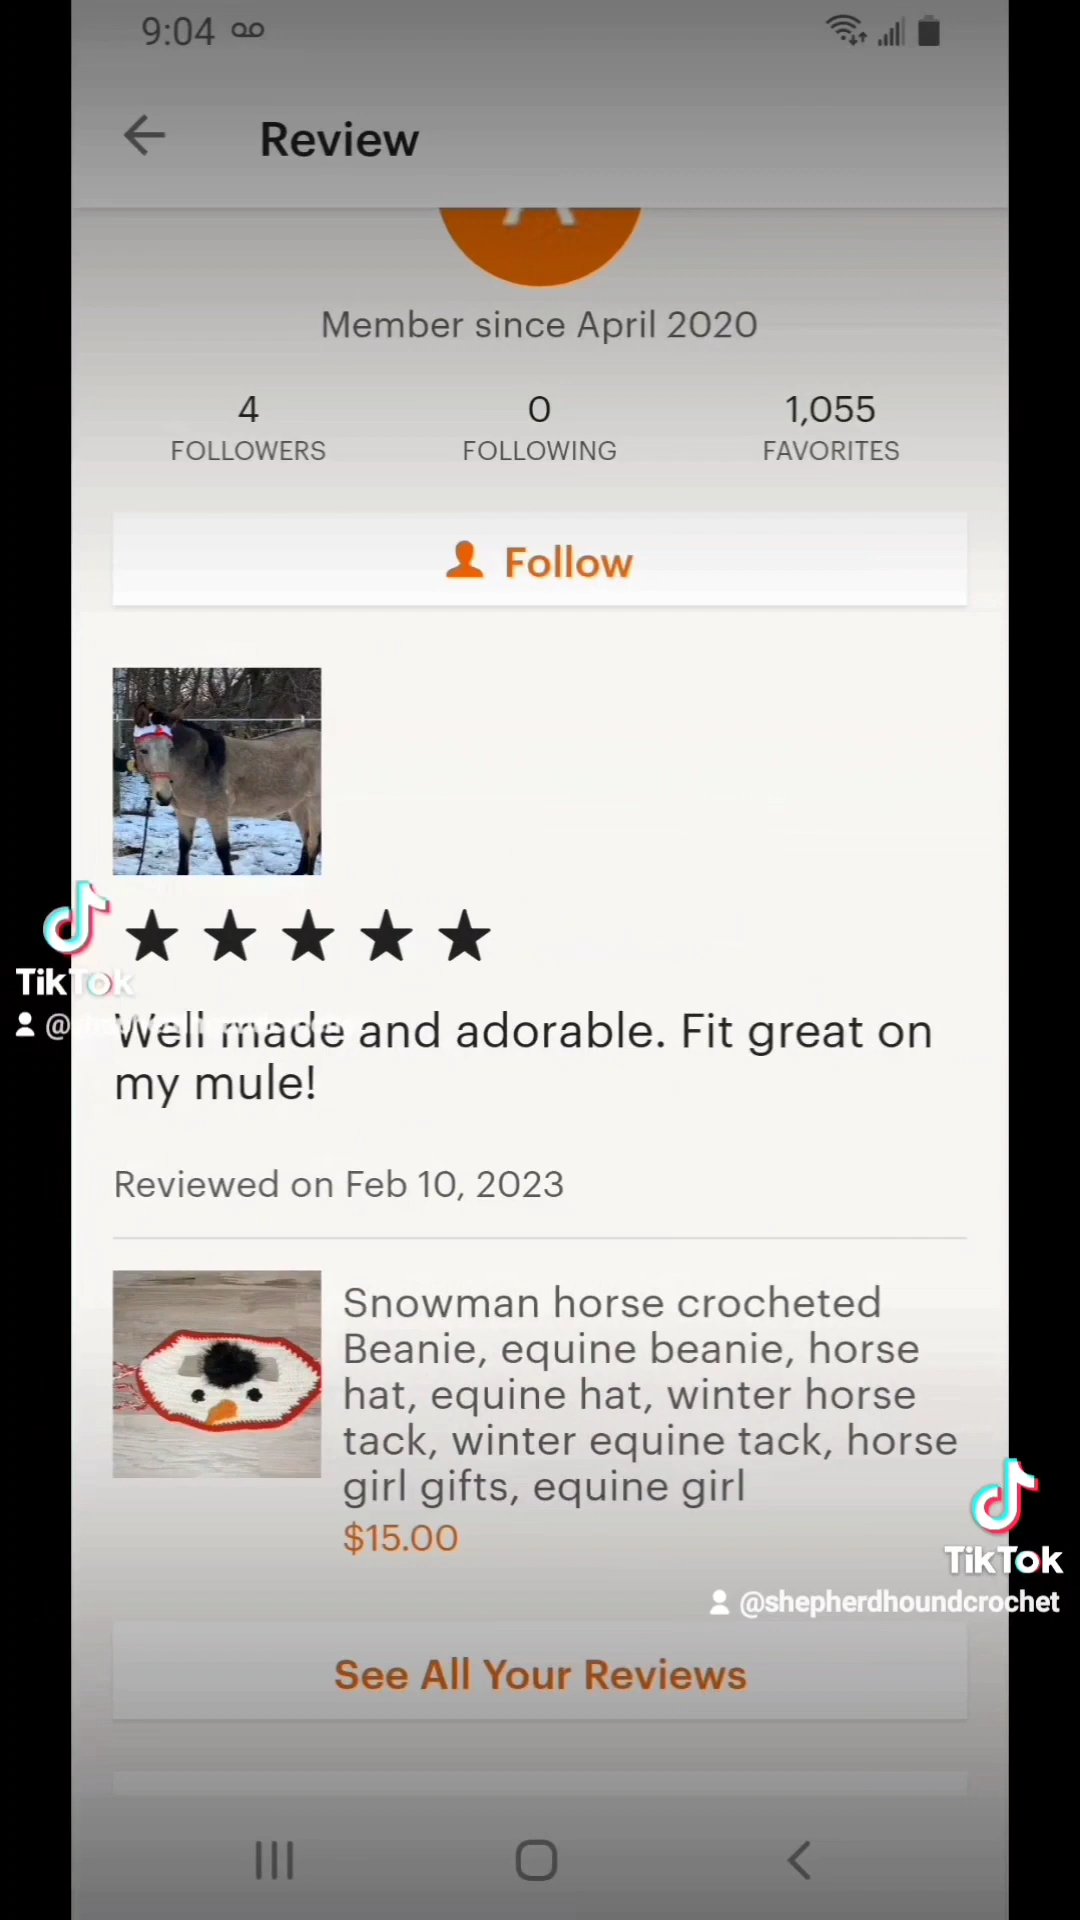 9:04
Review
Member since April 2020
4
FOLLOWERS
0
FOLLOWING
1,055
FAVORITES
Follow
TikTok
@
Well made and adorable. Fit great on
my mule!
Reviewed on Feb 10, 2023
Snowman horse crocheted
Beanie, equine beanie, horse
hat, equine hat, winter horse
tack, winter equine tack, horse
girl gifts, equine girl
$15.00
TikTok
@shepherdhoundcrochet
See All Your Reviews